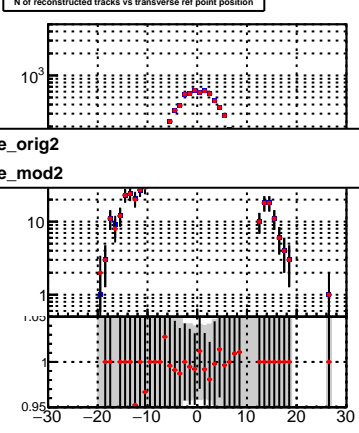 N of reconstructed tracks vs transverse ref point position
10³
e_orig2
e_mod2
10
1
1.05
1
0.95
−30 −20 −10 0 10 20 30